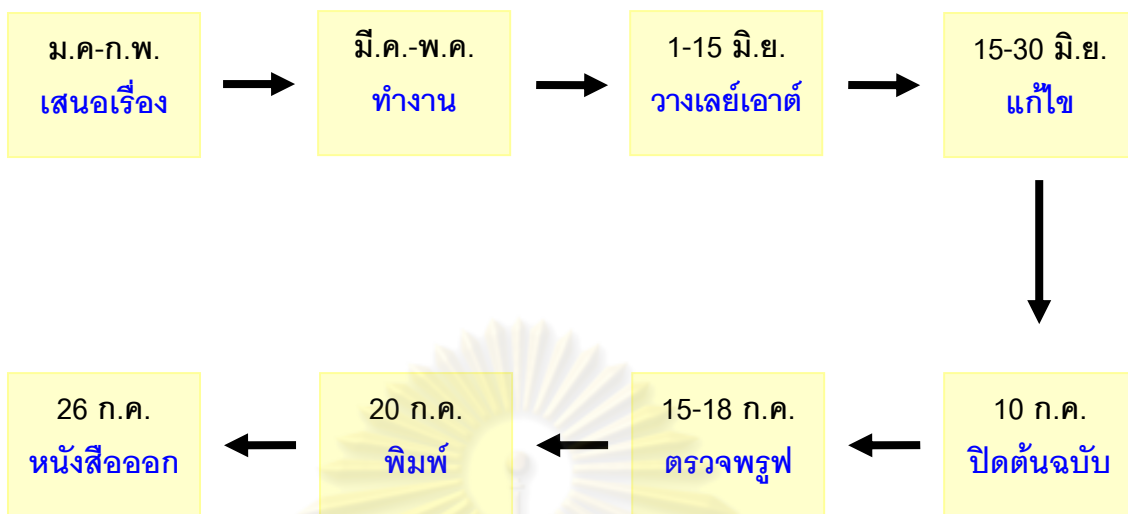 ม.ค-ก.พ.
เสนอเรื่อง
มี.ค.-พ.ค.
ทำงาน
1-15 มิ.ย.
วางเลย์เอาต์
15-30 มิ.ย.
แก้ไข
10 ก.ค.
ปิดต้นฉบับ
15-18 ก.ค.
ตรวจพรูฟ
20 ก.ค.
พิมพ์
26 ก.ค.
หนังสือออก